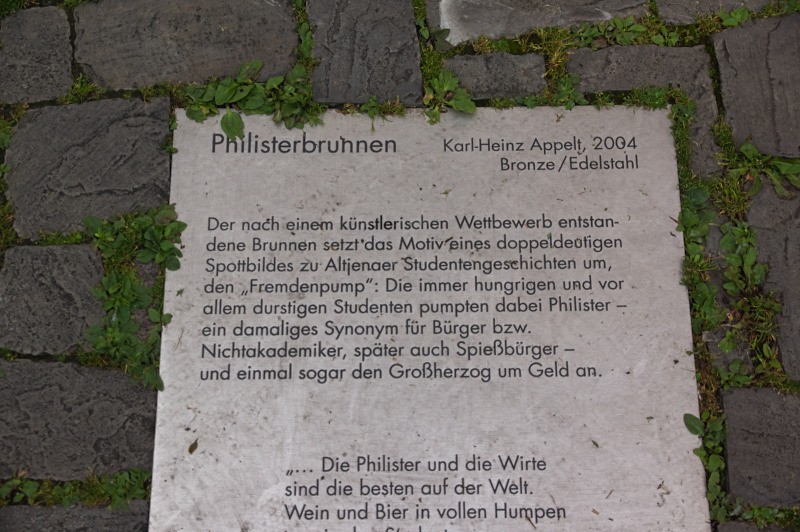 Philisterbrunnen
Karl-Heinz Appelt, 2004
Bronze/Edelstahl
Der nach einem künstlerischen Wettbewerb entstan-
dene Brunnen setzt das Motiv eines doppeldeutigen
Spottbildes zu Altjenaer Studentengeschichten um,
den „Fremdenpump“: Die immer hungrigen und vor
allem durstigen Studenten pumpten dabei Philister –
ein damaliges Synonym für Bürger bzw.
Nichtakademiker, später auch Spießbürger –
und einmal sogar den Großherzog um Geld an.
„... Die Philister und die Wirte
sind die besten auf der Welt.
Wein und Bier in vollen Humpen